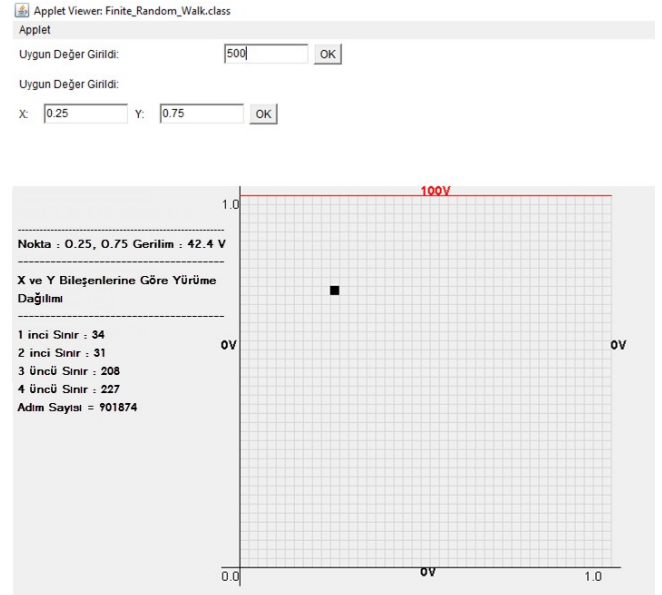 Applet Viewer: Finite_Random_Walk.class
Applet
Uygun Değer Girildi: 500 OK
Uygun Değer Girildi:
X: 0.25 Y: 0.75 OK
100V
1.0
Nokta : 0.25, 0.75 Gerilim : 42.4 V
X ve Y Bileşenlerine Göre Yürüme
Dağılımı
1 inci Sınır : 34
2 inci Sınır : 31
3 üncü Sınır : 208
4 üncü Sınır : 227
Adım Sayısı = 901874
0V 0V
0.0 0V 1.0